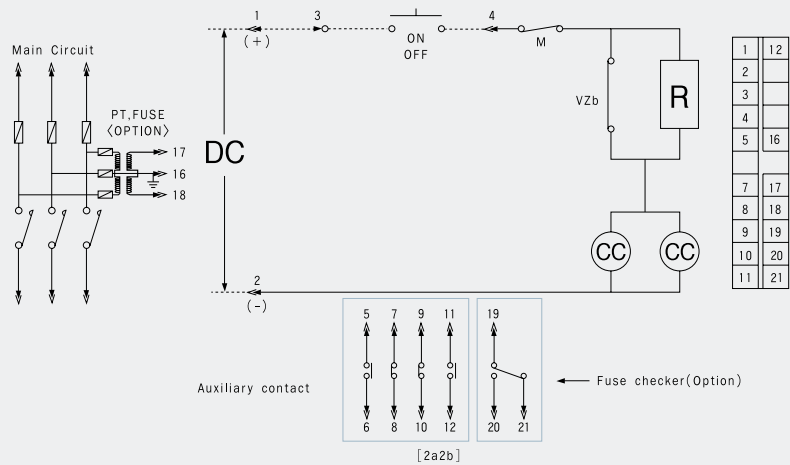 Main Circuit
PT,FUSE
〈OPTION〉
17
16
18
DC
1
(+)
3
ON
OFF
4
M
VZb
R
CC CC
2
(-)
1 12
2
3
4
5 16
7 17
8 18
9 19
10 20
11 21
5 7 9 11 19
Auxiliary contact
Fuse checker(Option)
6 8 10 12 20 21
[2a2b]